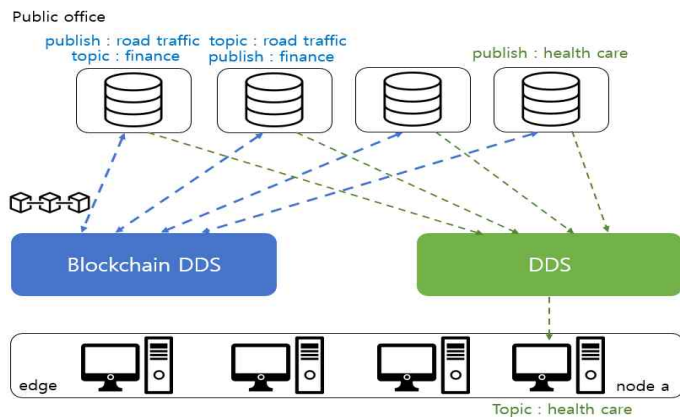 Public office
publish : road traffic
topic : finance
topic : road traffic
publish : finance
publish : health care
Blockchain DDS
DDS
edge
node a
Topic : health care